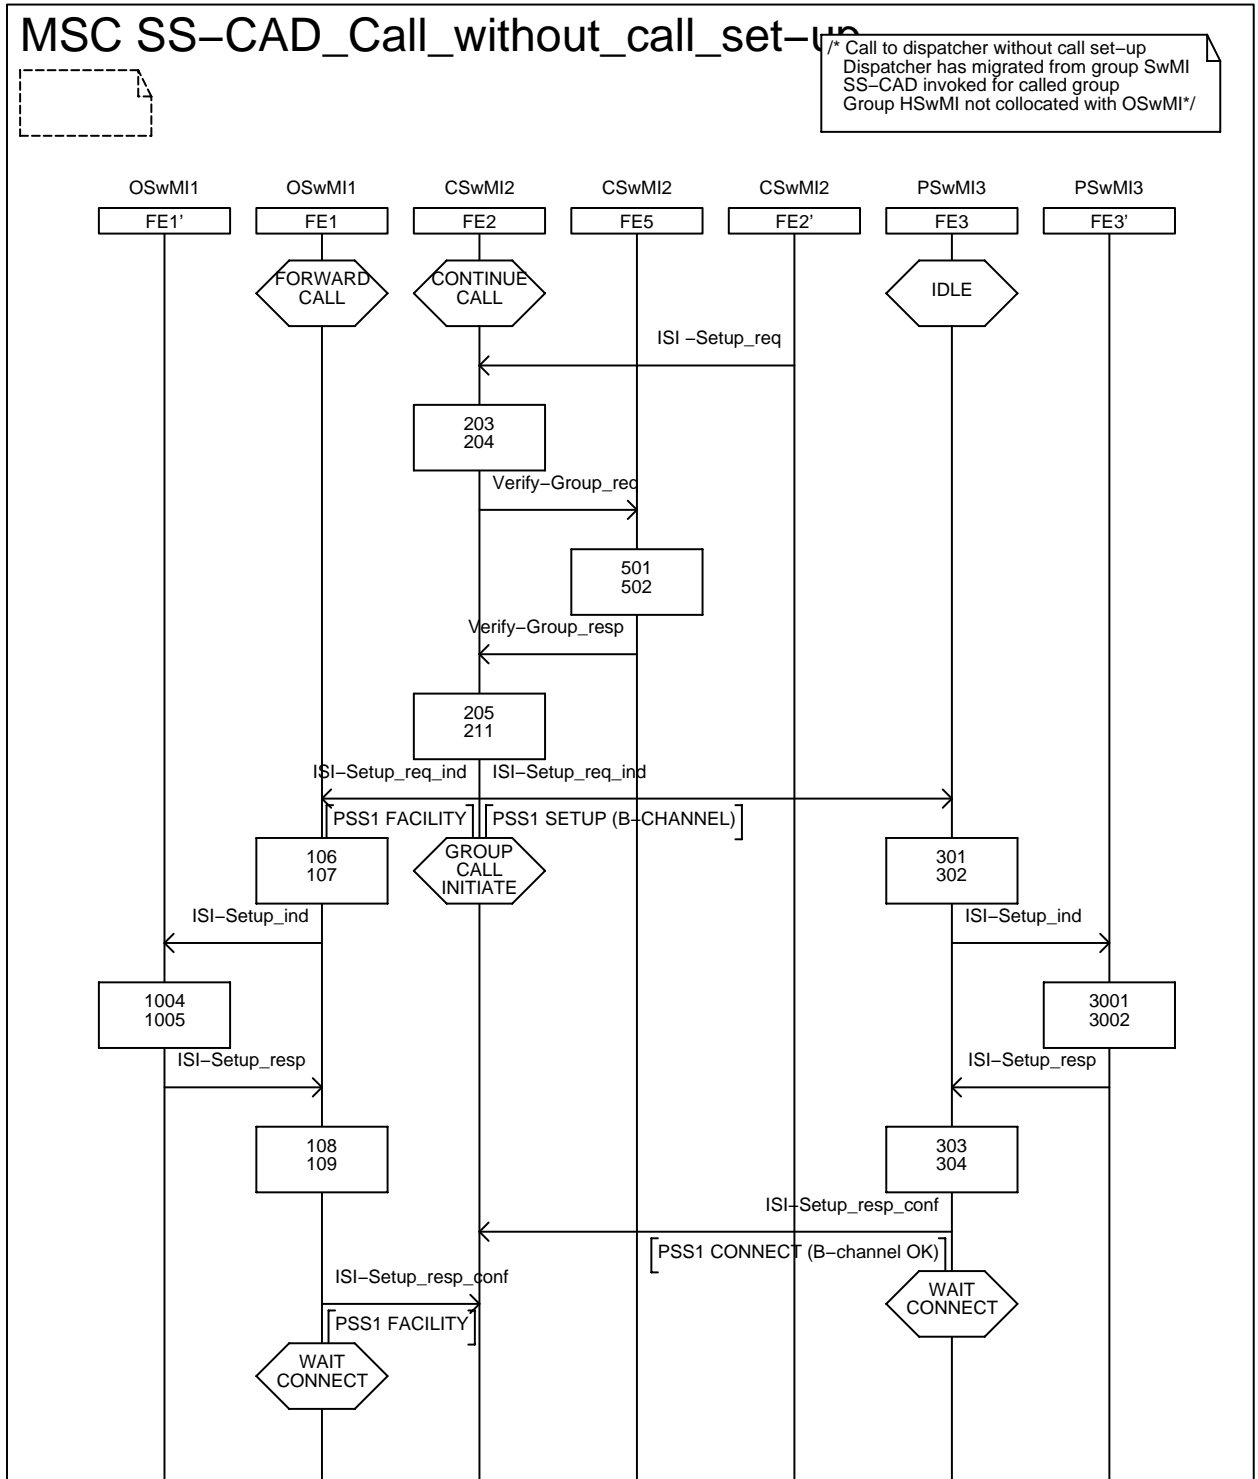 MSC SS−CAD_Call_without_call_set−up
/* Call to dispatcher without call set−up
Dispatcher has migrated from group SwMI
SS−CAD invoked for called group
Group HSwMI not collocated with OSwMI*/
OSwMI1 OSwMI1 CSwMI2 CSwMI2 CSwMI2 PSwMI3 PSwMI3
FE1’ FE1 FE2 FE5 FE2’ FE3 FE3’
FORWARD
CALL
CONTINUE
CALL
IDLE
ISI −Setup_req
203
204
Verify−Group_req
501
502
Verify−Group_resp
205
211
ISI−Setup_req_ind ISI−Setup_req_ind
PSS1 FACILITY PSS1 SETUP (B−CHANNEL)
106
107
GROUP
CALL
INITIATE
301
302
ISI−Setup_ind ISI−Setup_ind
1004
1005
3001
3002
ISI−Setup_resp ISI−Setup_resp
108
109
303
304
ISI−Setup_resp_conf
PSS1 CONNECT (B−channel OK)
ISI−Setup_resp_conf
WAIT
CONNECT
PSS1 FACILITY
WAIT
CONNECT